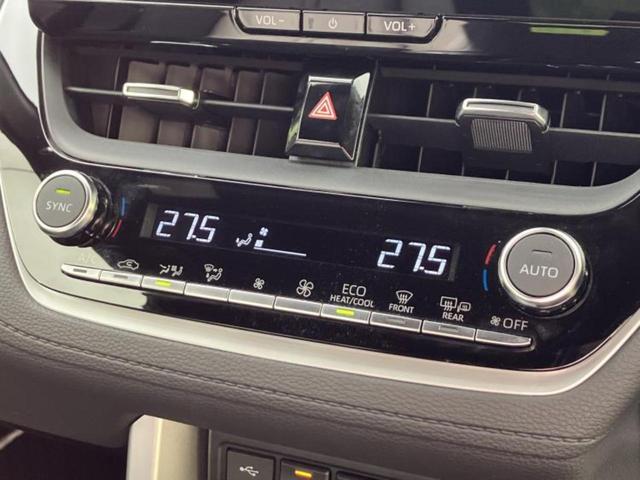 VOL- VOL+
SYNC
27.5 27.5
AUTO
A/C
ECO
HEAT/COOL
FRONT
REAR
OFF